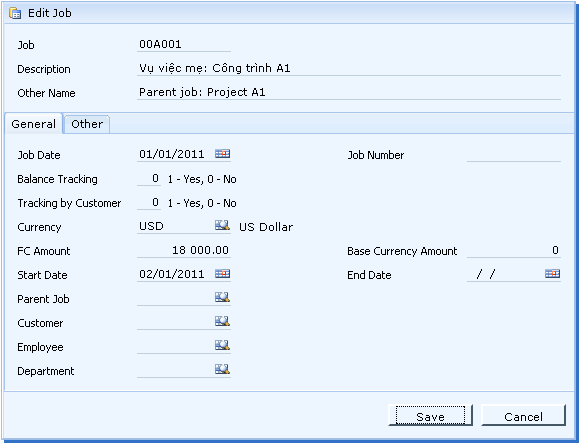 Edit Job
Job 00A001
Description Vụ việc mẹ: Công trình A1
Other Name Parent job: Project A1
General Other
Job Date 01/01/2011 Job Number
Balance Tracking 0 1 - Yes, 0 - No
Tracking by Customer 0 1 - Yes, 0 - No
Currency USD US Dollar
FC Amount 18 000.00 Base Currency Amount 0
Start Date 02/01/2011 End Date / /
Parent Job
Customer
Employee
Department
Save Cancel